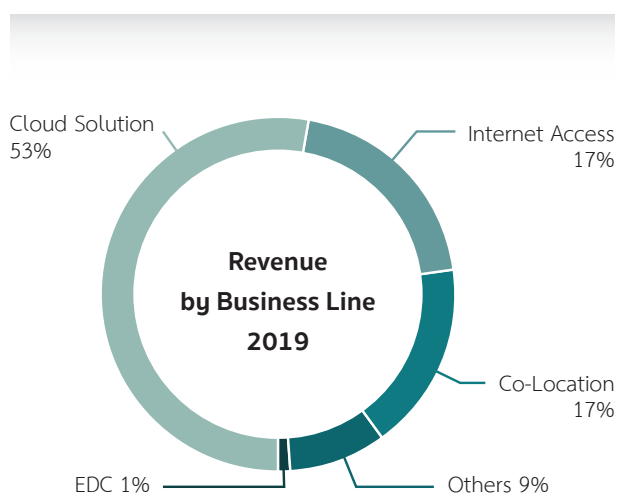 Cloud Solution
53%
Internet Access
17%
Revenue
by Business Line
2019
Co-Location
17%
EDC 1%
Others 9%